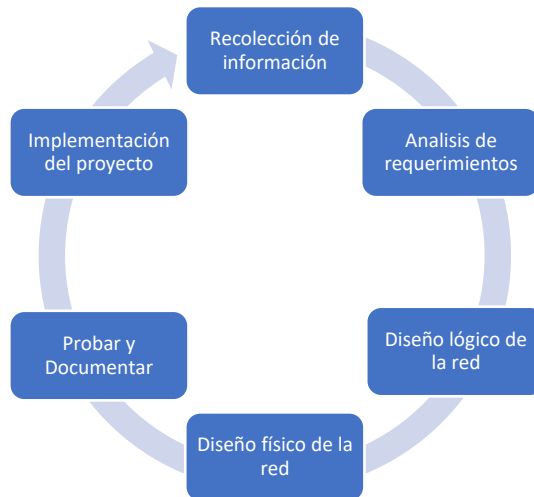 Recolección de
información
Analisis de
requerimientos
Diseño lógico de
la red
Diseño físico de la
red
Probar y
Documentar
Implementación
del proyecto